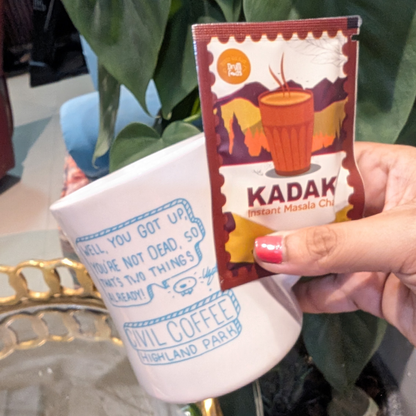 WELL, YOU GOT UP,
YOU'RE NOT DEAD, SO
THAT'S TWO THINGS
ALREADY!
CIVIL COFFEE
HIGHLAND PARK
KADAK
Instant Masala Cha